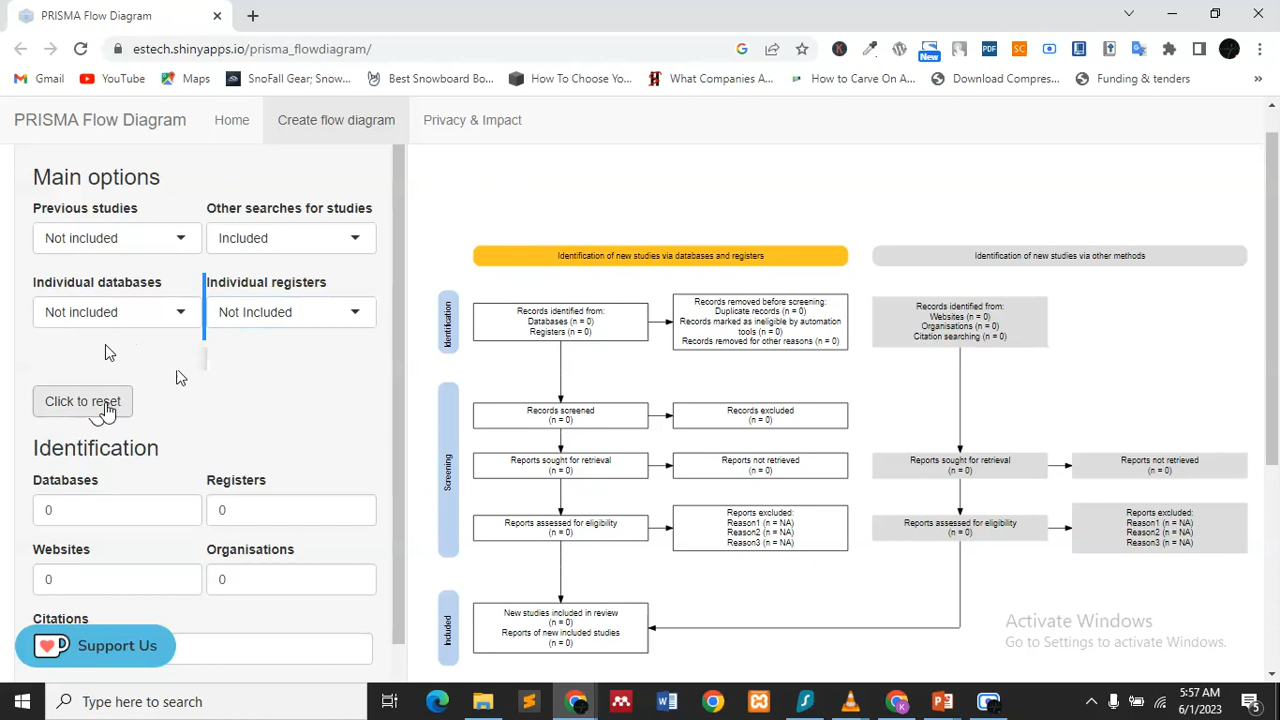 PRISMA Flow Diagram
estech.shinyapps.io/prisma_flowdiagram/
New
PDF
SC
Gmail
YouTube
Maps
SnoFall Gear; Snow...
Best Snowboard Bo...
How To Choose You...
What Companies A...
How to Carve On A...
Download Compres...
Funding & tenders
»
PRISMA Flow Diagram
Home
Create flow diagram
Privacy & Impact
Main options
Previous studies
Other searches for studies
Not included
Included
Individual databases
Individual registers
Not included
Not Included
Click to reset
Identification
Databases
Registers
0
0
Websites
Organisations
0
0
Citations
Support Us
Identification of new studies via databases and registers
Identification of new studies via other methods
Identification
Records identified from:
Databases (n = 0)
Registers (n = 0)
Records removed before screening:
Duplicate records (n = 0)
Records marked as ineligible by automation
tools (n = 0)
Records removed for other reasons (n = 0)
Records identified from:
Websites (n = 0)
Organisations (n = 0)
Citation searching (n = 0)
Screening
Records screened
(n = 0)
Records excluded
(n = 0)
Reports sought for retrieval
(n = 0)
Reports not retrieved
(n = 0)
Reports sought for retrieval
(n = 0)
Reports not retrieved
(n = 0)
Reports assessed for eligibility
(n = 0)
Reports excluded:
Reason1 (n = NA)
Reason2 (n = NA)
Reason3 (n = NA)
Reports assessed for eligibility
(n = 0)
Reports excluded:
Reason1 (n = NA)
Reason2 (n = NA)
Reason3 (n = NA)
Included
New studies included in review
(n = 0)
Reports of new included studies
(n = 0)
Activate Windows
Go to Settings to activate Windows.
Type here to search
5:57 AM
6/1/2023
5